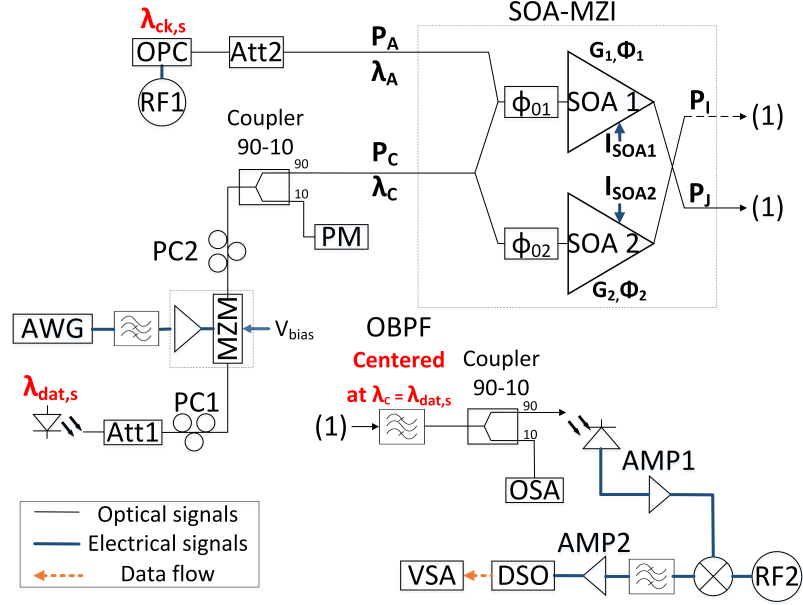 SOA-MZI
λck,s
OPC
Att2
PA
λA
RF1
G1,Φ1
ϕ01
SOA 1
ISOA1
PI
(1)
Coupler
90-10
90
10
PC
λC
PM
ISOA2
PJ
(1)
ϕ02
SOA 2
G2,Φ2
PC2
AWG
MZM
Vbias
λdat,s
PC1
Att1
OBPF
Centered
at λc = λdat,s
(1)
Coupler
90-10
90
10
OSA
AMP1
AMP2
VSA
DSO
RF2
Optical signals
Electrical signals
Data flow